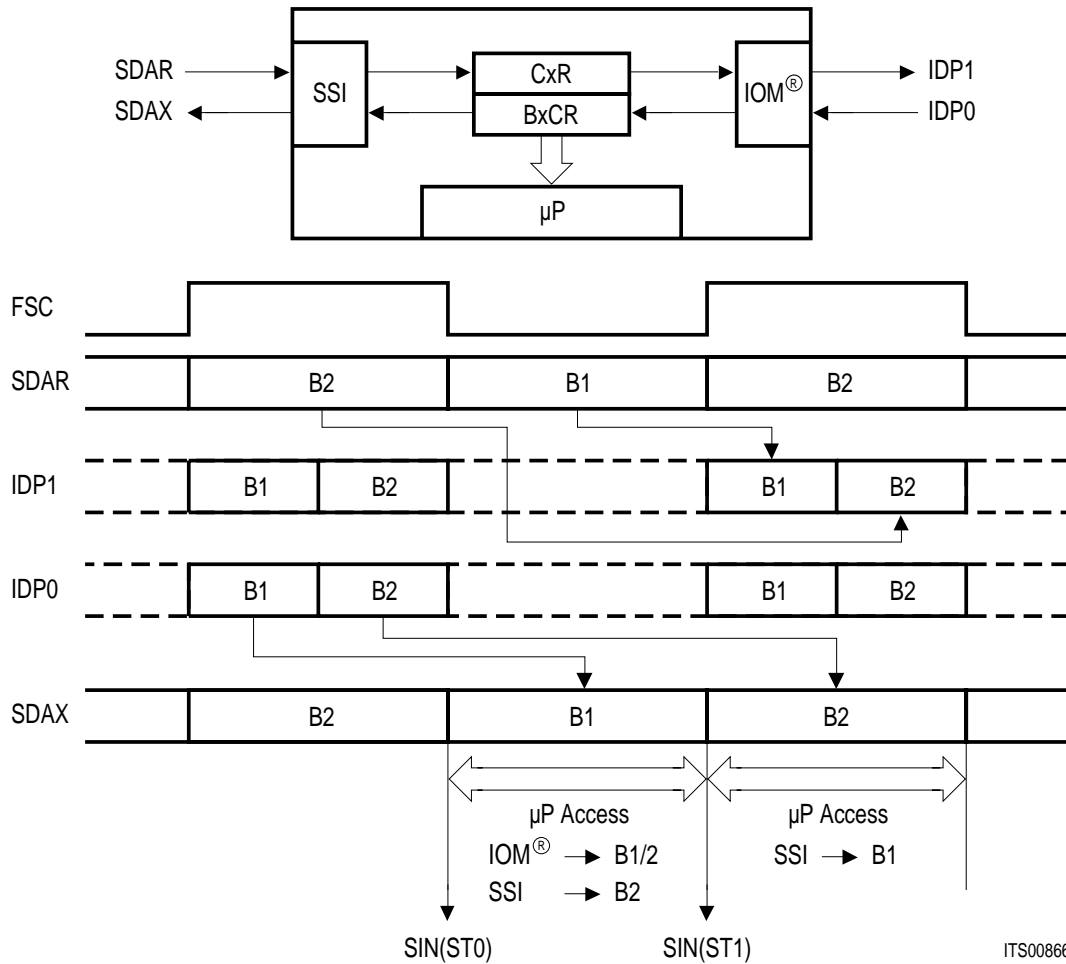 SDAR
SDAX
SSI
CxR
BxCR
IOM®
IDP1
IDP0
µP
FSC
SDAR B2 B1 B2
IDP1 B1 B2 B1 B2
IDP0 B1 B2 B1 B2
SDAX B2 B1 B2
µP Access µP Access
IOM® B1/2 SSI B1
SSI B2
SIN(ST0) SIN(ST1)
ITS00866